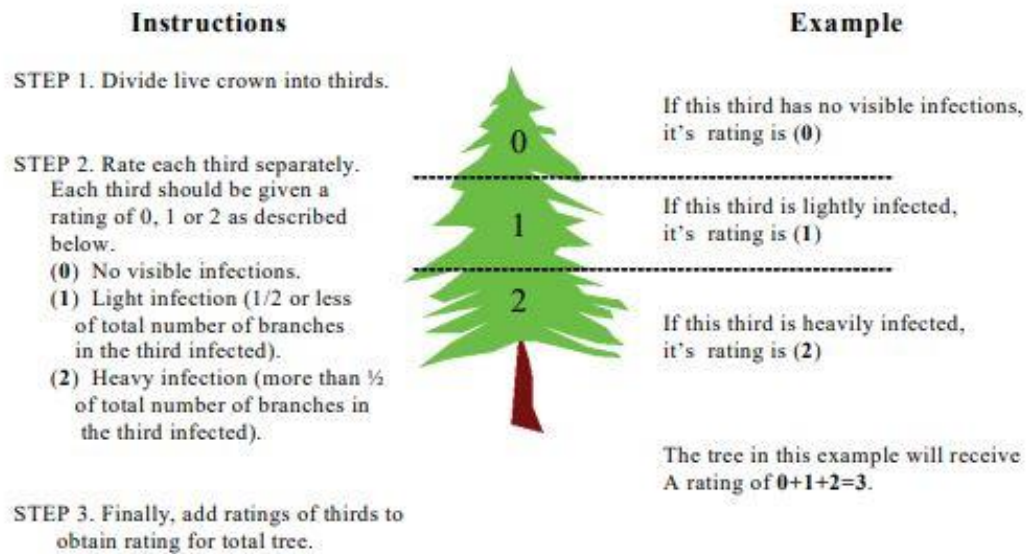 Instructions
STEP 1. Divide live crown into thirds.
STEP 2. Rate each third separately.
Each third should be given a
rating of 0, 1 or 2 as described
below.
(0) No visible infections.
(1) Light infection (1/2 or less
of total number of branches
in the third infected).
(2) Heavy infection (more than ½
of total number of branches in
the third infected).
STEP 3. Finally, add ratings of thirds to
obtain rating for total tree.
0
1
2
Example
If this third has no visible infections,
it's rating is (0)
If this third is lightly infected,
it's rating is (1)
If this third is heavily infected,
it's rating is (2)
The tree in this example will receive
A rating of 0+1+2=3.